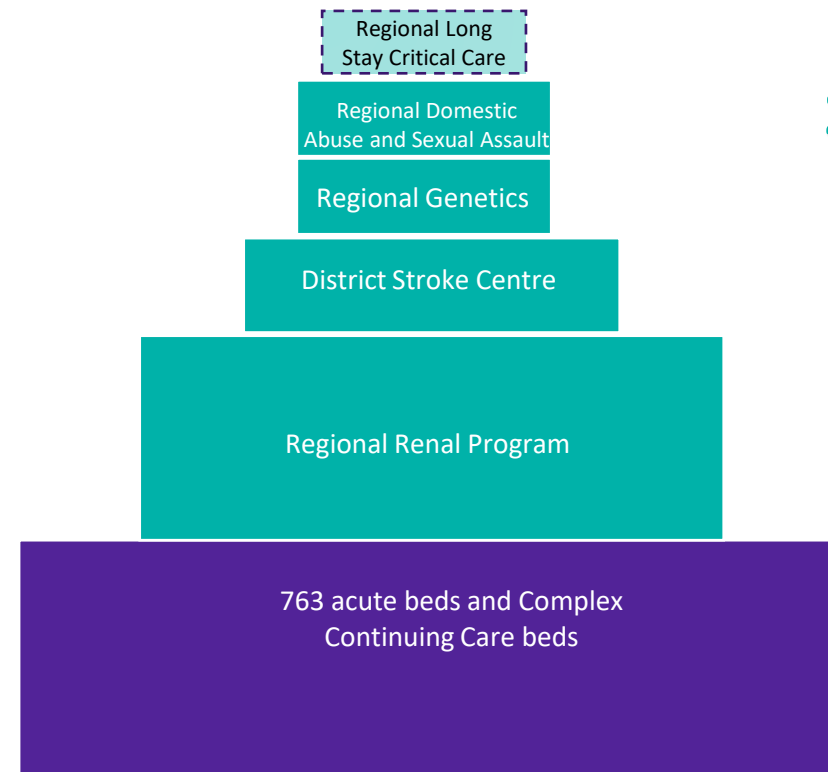 Regional Long
Stay Critical Care
Regional Domestic
Abuse and Sexual Assault
Regional Genetics
District Stroke Centre
Regional Renal Program
763 acute beds and Complex
Continuing Care beds